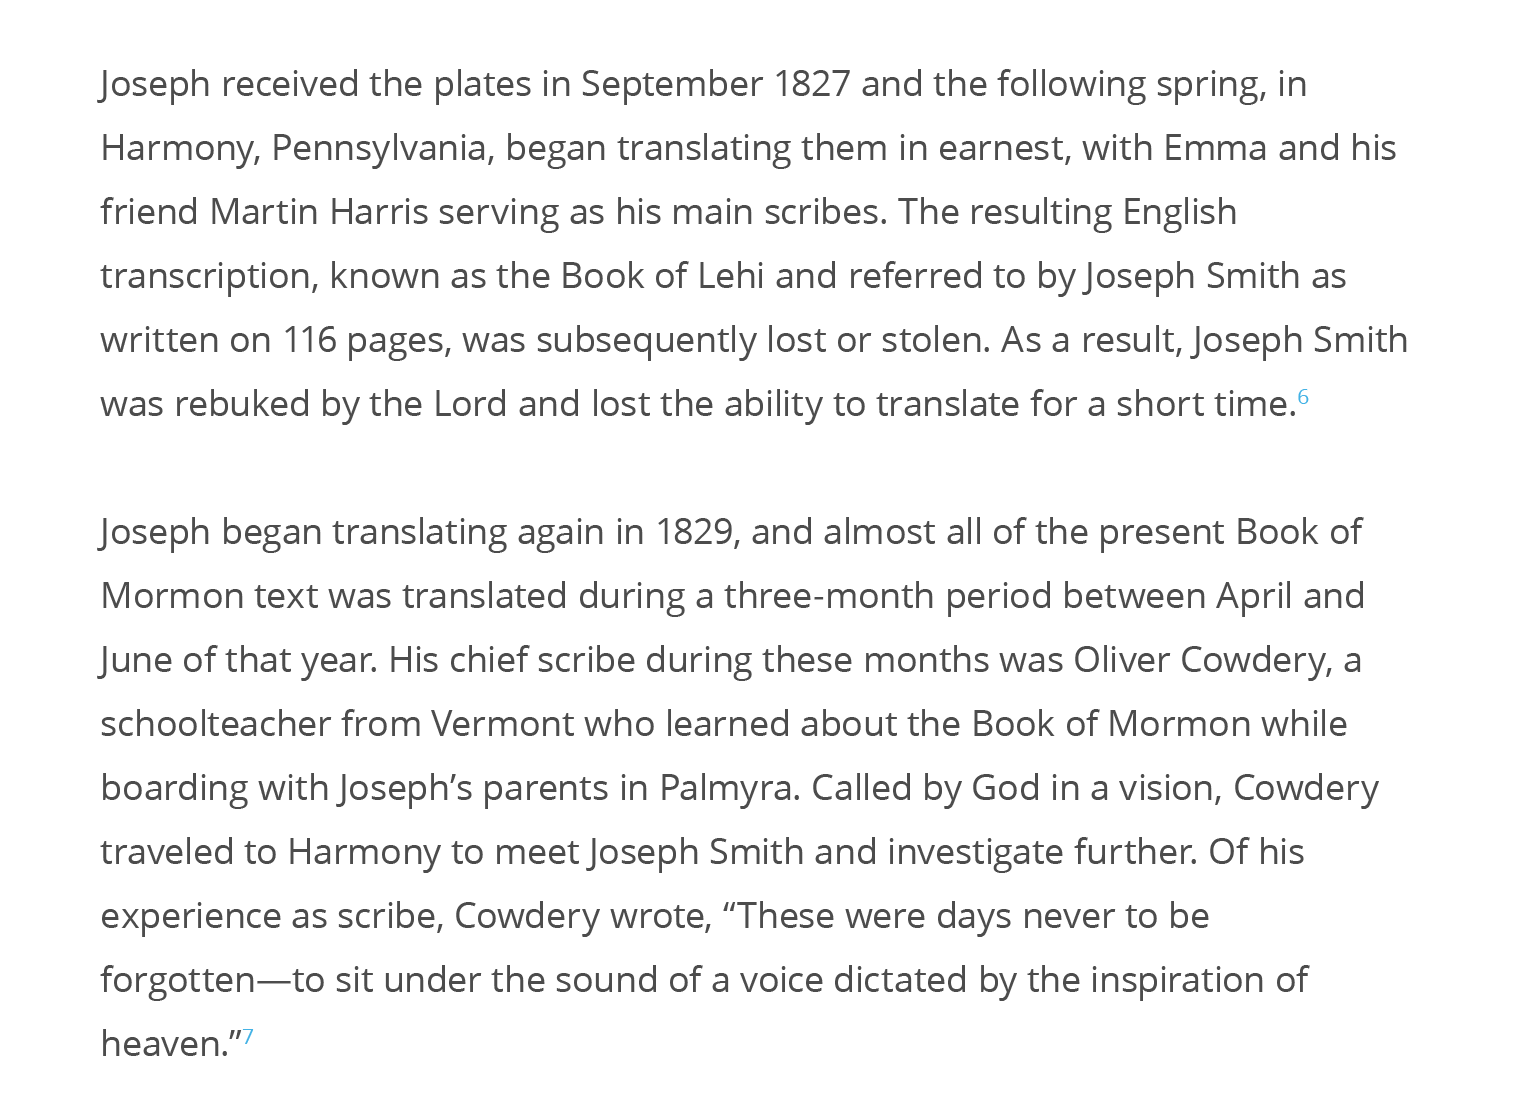 Joseph received the plates in September 1827 and the following spring, in
Harmony, Pennsylvania, began translating them in earnest, with Emma and his
friend Martin Harris serving as his main scribes. The resulting English
transcription, known as the Book of Lehi and referred to by Joseph Smith as
written on 116 pages, was subsequently lost or stolen. As a result, Joseph Smith
was rebuked by the Lord and lost the ability to translate for a short time.6
Joseph began translating again in 1829, and almost all of the present Book of
Mormon text was translated during a three-month period between April and
June of that year. His chief scribe during these months was Oliver Cowdery, a
schoolteacher from Vermont who learned about the Book of Mormon while
boarding with Joseph’s parents in Palmyra. Called by God in a vision, Cowdery
traveled to Harmony to meet Joseph Smith and investigate further. Of his
experience as scribe, Cowdery wrote, “These were days never to be
forgotten—to sit under the sound of a voice dictated by the inspiration of
heaven.”7